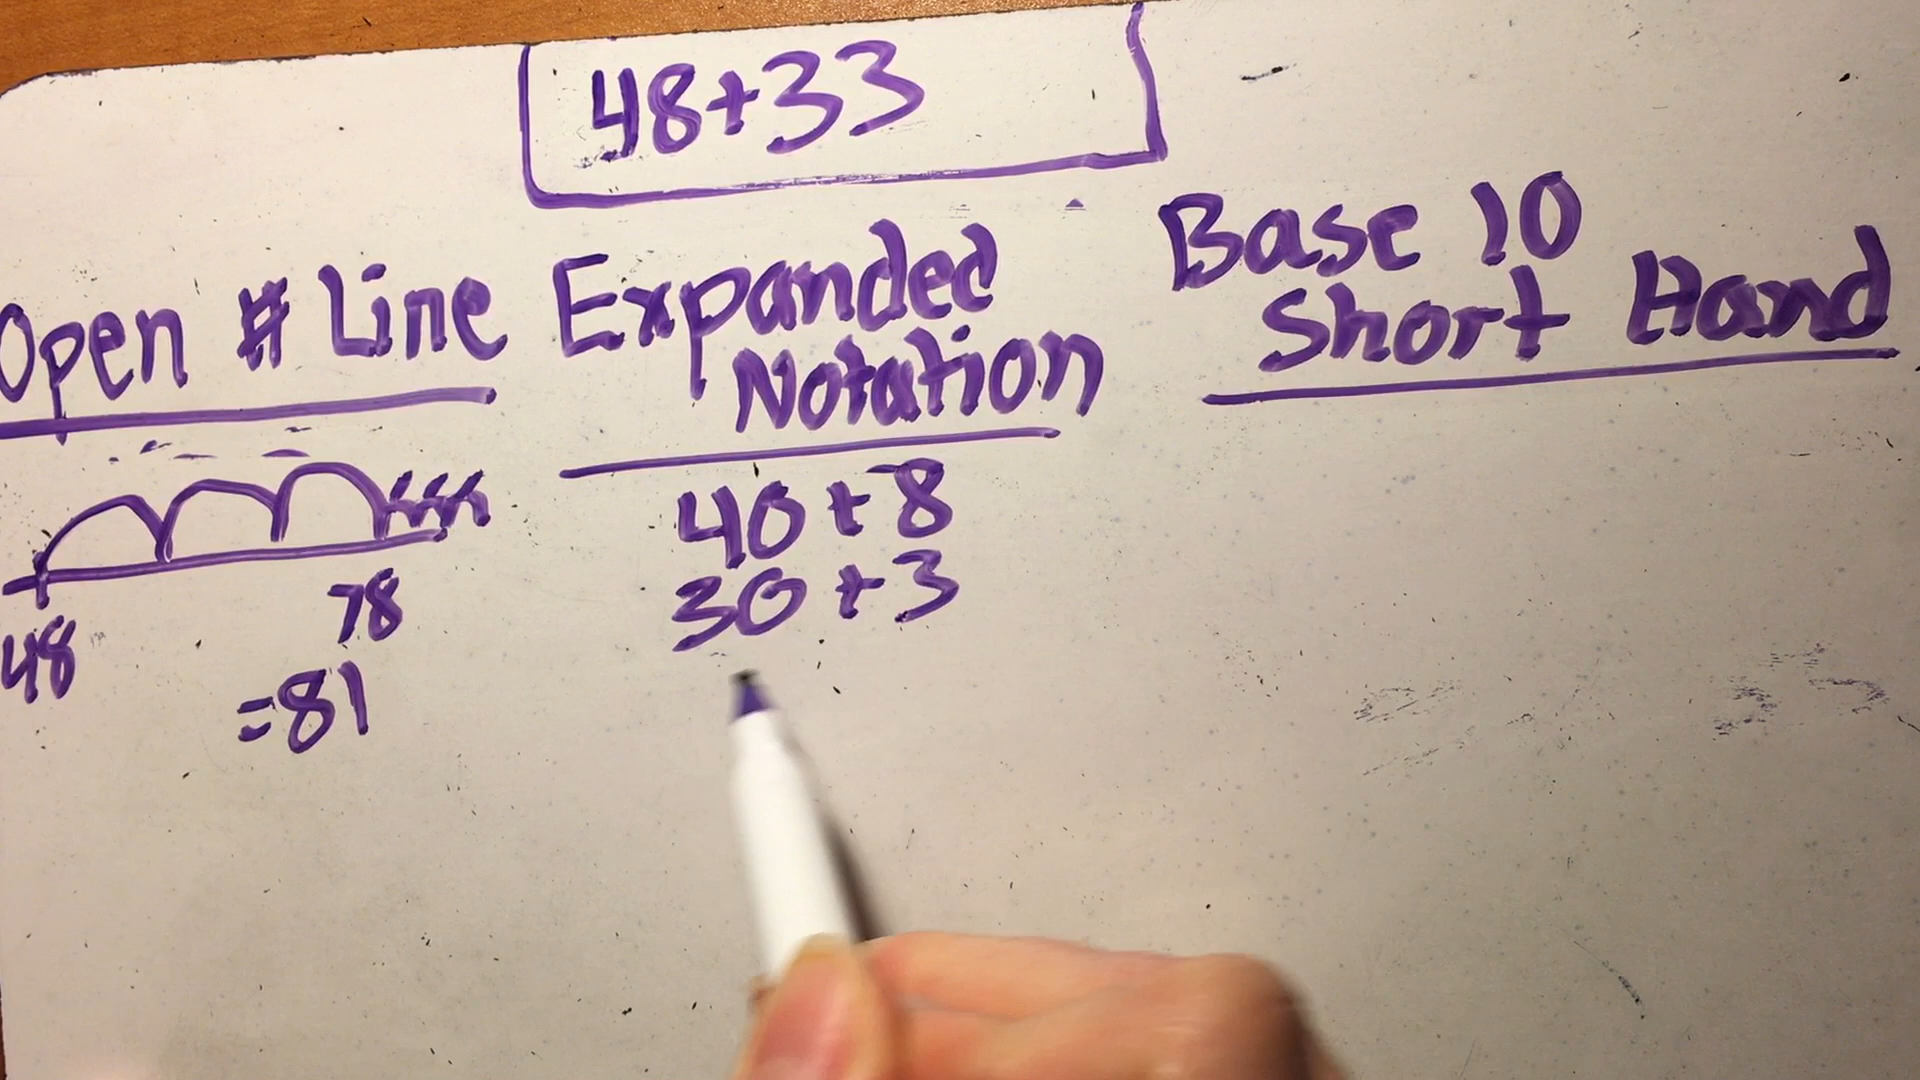 48+33
Open # Line
48
78
=81
Expanded
Notation
40+8
30+3
Base 10
Short Hand